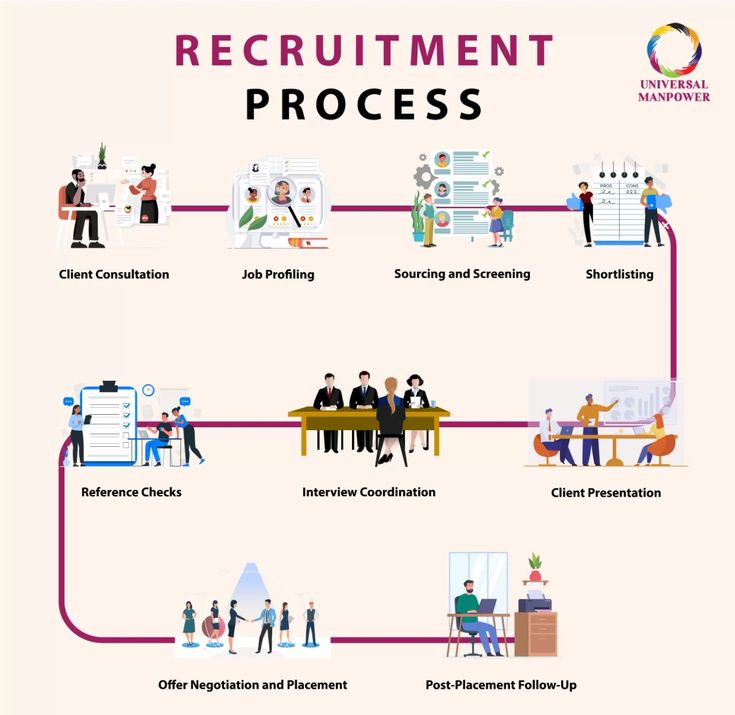 RECRUITMENT
PROCESS
UNIVERSAL
MANPOWER
PROS CONS
Client Consultation
Job Profiling
Sourcing and Screening
Shortlisting
Reference Checks
Interview Coordination
Client Presentation
Offer Negotiation and Placement
Post-Placement Follow-Up